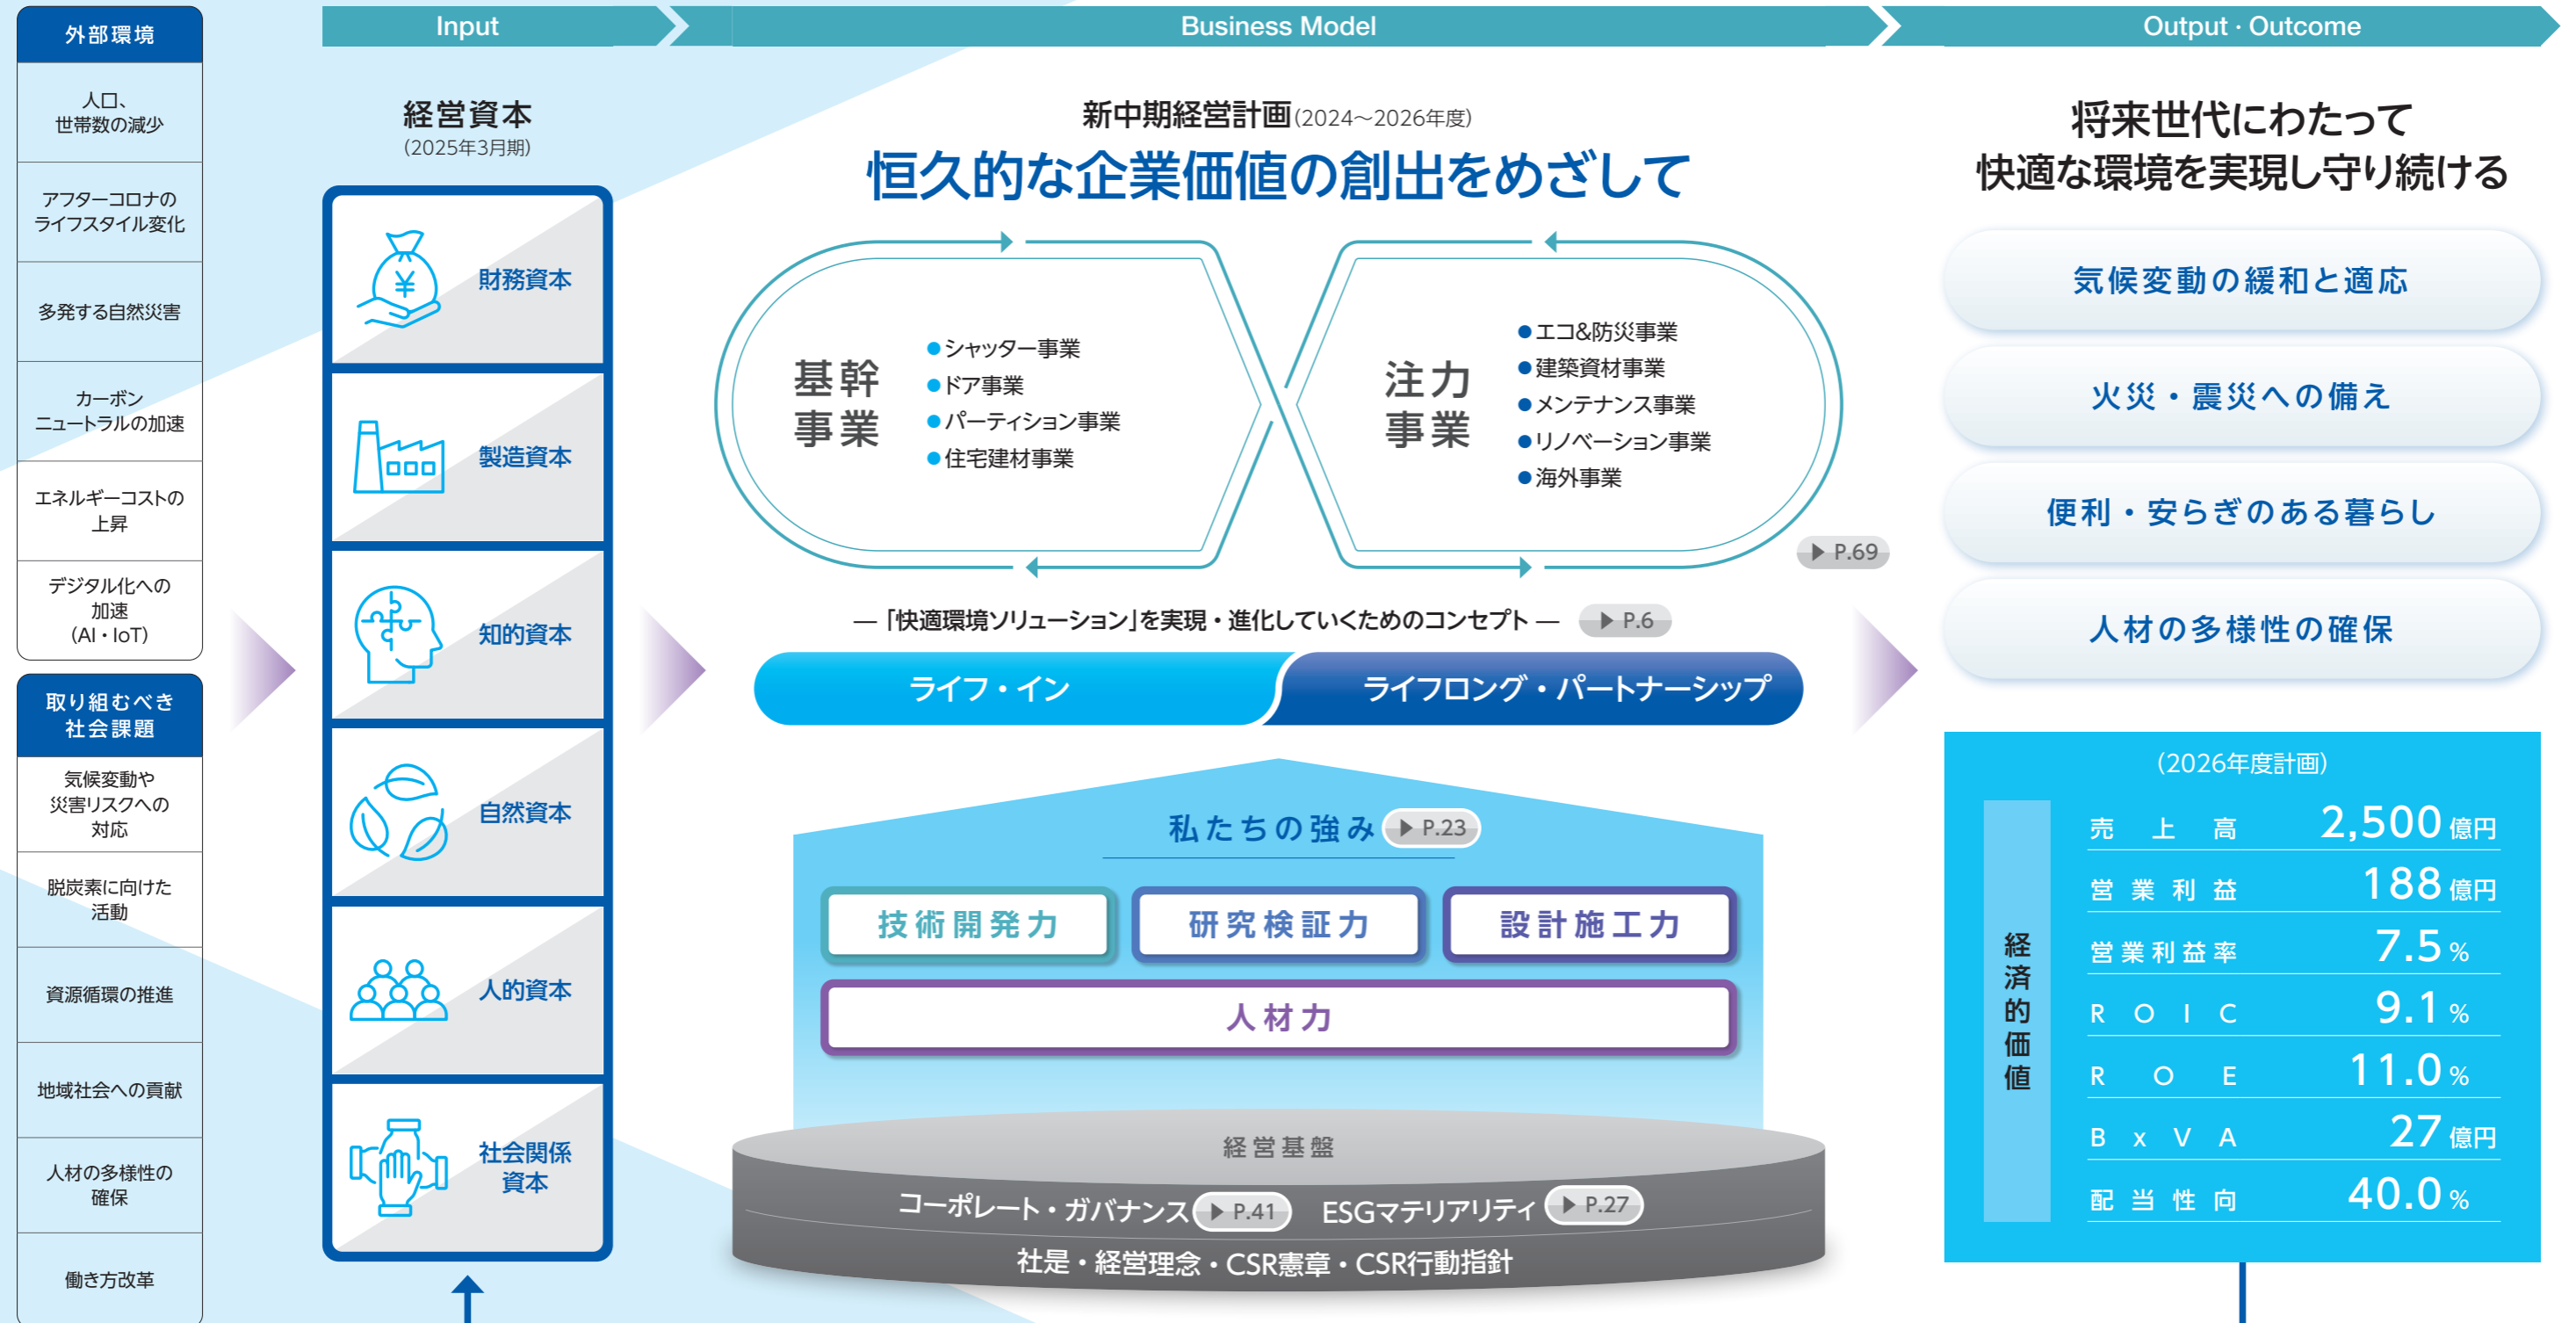 外部環境
人口、
世帯数の減少
アフターコロナの
ライフスタイル変化
多発する自然災害
カーボン
ニュートラルの加速
エネルギーコストの
上昇
デジタル化への
加速
(AI・IoT)
取り組むべき
社会課題
気候変動や
災害リスクへの
対応
脱炭素に向けた
活動
資源循環の推進
地域社会への貢献
人材の多様性の
確保
働き方改革
Input
経営資本
(2025年3月期)
¥
財務資本
製造資本
知的資本
自然資本
人的資本
社会関係
資本
Business Model
新中期経営計画(2024〜2026年度)
恒久的な企業価値の創出をめざして
基幹
事業
●シャッター事業
●ドア事業
●パーティション事業
●住宅建材事業
注力
事業
●エコ&防災事業
●建築資材事業
●メンテナンス事業
●リノベーション事業
●海外事業
▶ P.69
―「快適環境ソリューション」を実現・進化していくためのコンセプト― ▶ P.6
ライフ・イン
ライフロング・パートナーシップ
私たちの強み ▶ P.23
技術開発力
研究検証力
設計施工力
人材力
経営基盤
コーポレート・ガバナンス ▶ P.41 ESGマテリアリティ ▶ P.27
社是・経営理念・CSR憲章・CSR行動指針
Output · Outcome
将来世代にわたって
快適な環境を実現し守り続ける
気候変動の緩和と適応
火災・震災への備え
便利・安らぎのある暮らし
人材の多様性の確保
(2026年度計画)
経済的価値
売上高 2,500億円
営業利益 188億円
営業利益率 7.5%
ROIC 9.1%
ROE 11.0%
BxVA 27億円
配当性向 40.0%